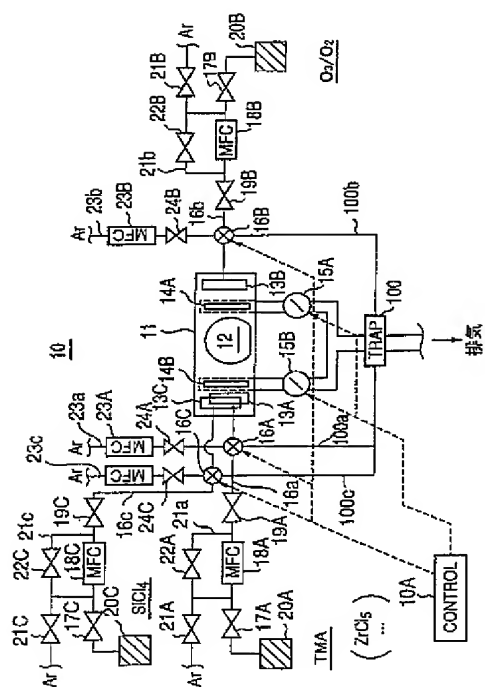 10
Ar
21B
22B
17B
20B
O3/O2
MFC
18B
21b
19B
23b
Ar
23B
MFC
24B
16b
16B
100b
11
14A
13B
15A
12
100
TRAP
排気
14B
15B
13C
13A
Ar
23a
MFC
23A
24A
16C
16A
Ar
23c
MFC
24C
16a
100a
100c
21c
19C
22C
18C
MFC
16c
21C
17C
20C
Ar
SiCl4
21a
22A
MFC
18A
19A
21A
17A
20A
Ar
TMA
(ZrCl5
...)
10A
CONTROL